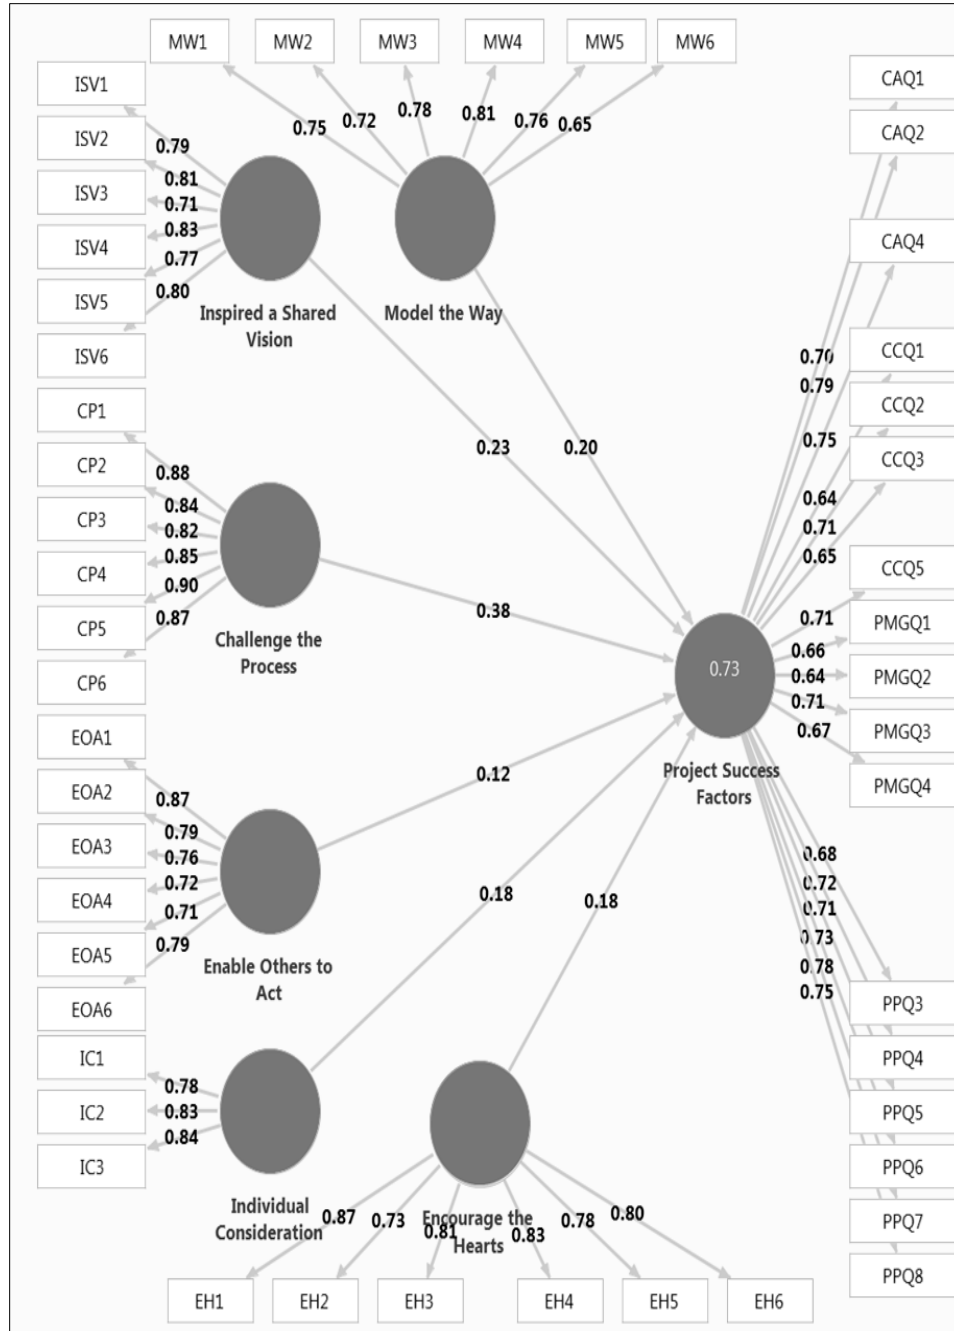 MW1 MW2 MW3 MW4 MW5 MW6
0.75 0.72 0.78 0.81 0.76 0.65
ISV1
ISV2
ISV3
ISV4
ISV5
ISV6
0.79
0.81
0.71
0.83
0.77
0.80
Inspired a Shared
Vision
Model the Way
0.23
0.20
CP1
CP2
CP3
CP4
CP5
CP6
0.88
0.84
0.82
0.85
0.90
0.87
Challenge the
Process
0.38
EOA1
EOA2
EOA3
EOA4
EOA5
EOA6
0.87
0.79
0.76
0.72
0.71
0.79
Enable Others to
Act
0.12
IC1
IC2
IC3
0.78
0.83
0.84
Individual
Consideration
0.18
0.18
Encourage the
Hearts
0.87 0.73 0.81 0.83 0.78 0.80
EH1 EH2 EH3 EH4 EH5 EH6
0.73
Project Success
Factors
0.70
0.79
0.75
0.64
0.71
0.65
0.71
0.66
0.64
0.71
0.67
0.68
0.72
0.71
0.73
0.78
0.75
CAQ1
CAQ2
CAQ4
CCQ1
CCQ2
CCQ3
CCQ5
PMGQ1
PMGQ2
PMGQ3
PMGQ4
PPQ3
PPQ4
PPQ5
PPQ6
PPQ7
PPQ8